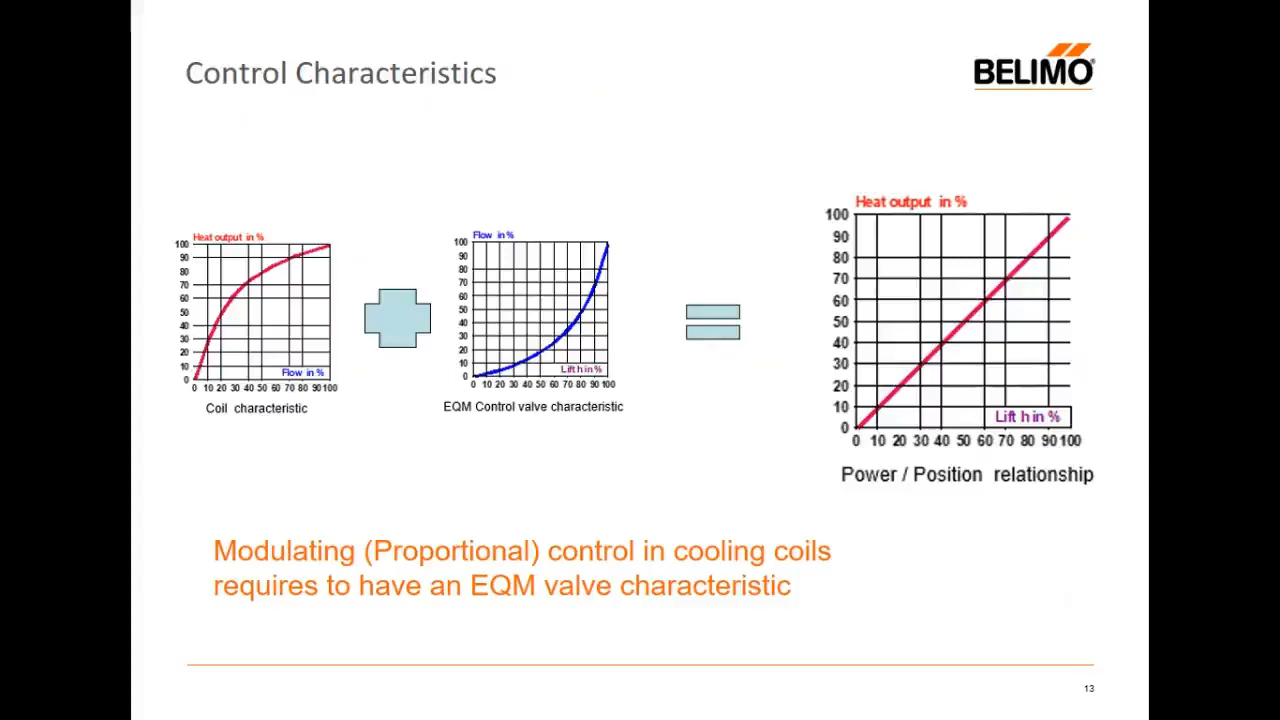 Control Characteristics
BELIMO®
Heat output in %
100
90
80
70
60
50
40
30
20
10
0
Flow in %
0 10 20 30 40 50 60 70 80 90 100
Coil characteristic
Flow in %
100
90
80
70
60
50
40
30
20
10
0
Lift h in %
0 10 20 30 40 50 60 70 80 90 100
EQM Control valve characteristic
Heat output in %
100
90
80
70
60
50
40
30
20
10
0
Lift h in %
0 10 20 30 40 50 60 70 80 90 100
Power / Position relationship
Modulating (Proportional) control in cooling coils
requires to have an EQM valve characteristic
13